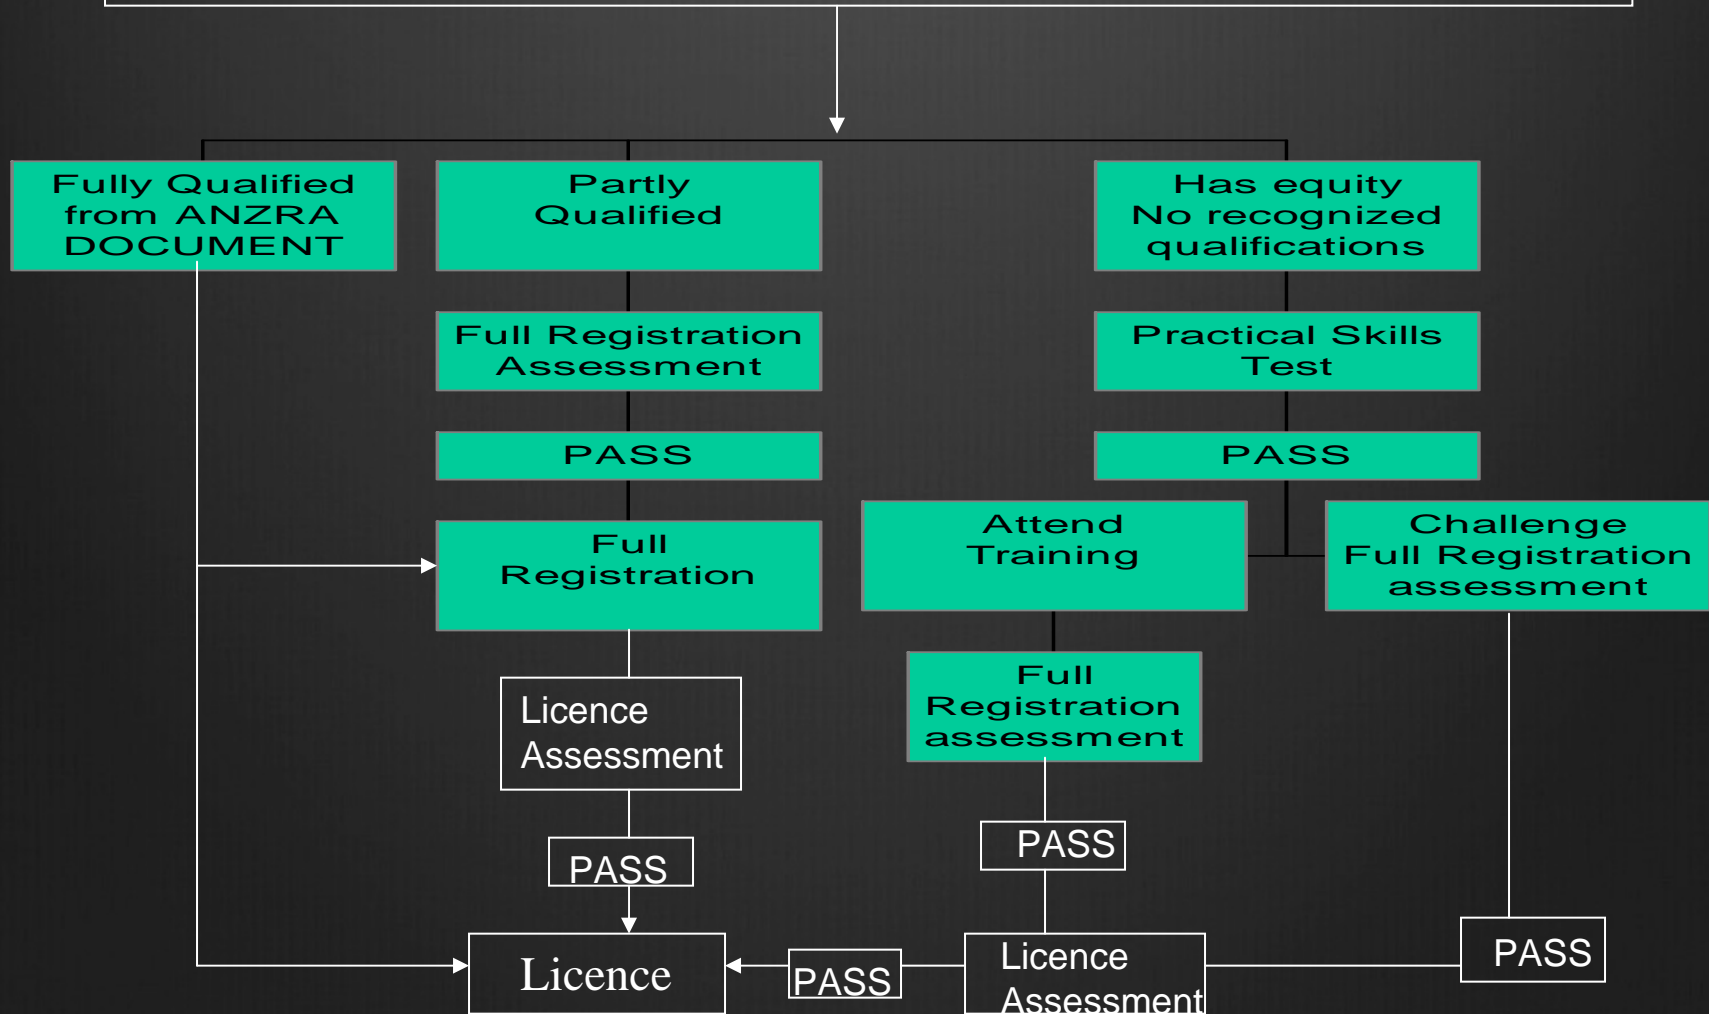 Fully Qualified
from ANZRA
DOCUMENT
Partly
Qualified
Has equity
No recognized
qualifications
Full Registration
Assessment
Practical Skills
Test
PASS
PASS
Full
Registration
Attend
Training
Challenge
Full Registration
assessment
Full
Registration
assessment
Licence
Assessment
PASS
PASS
PASS
Licence
PASS
Licence
Assessment